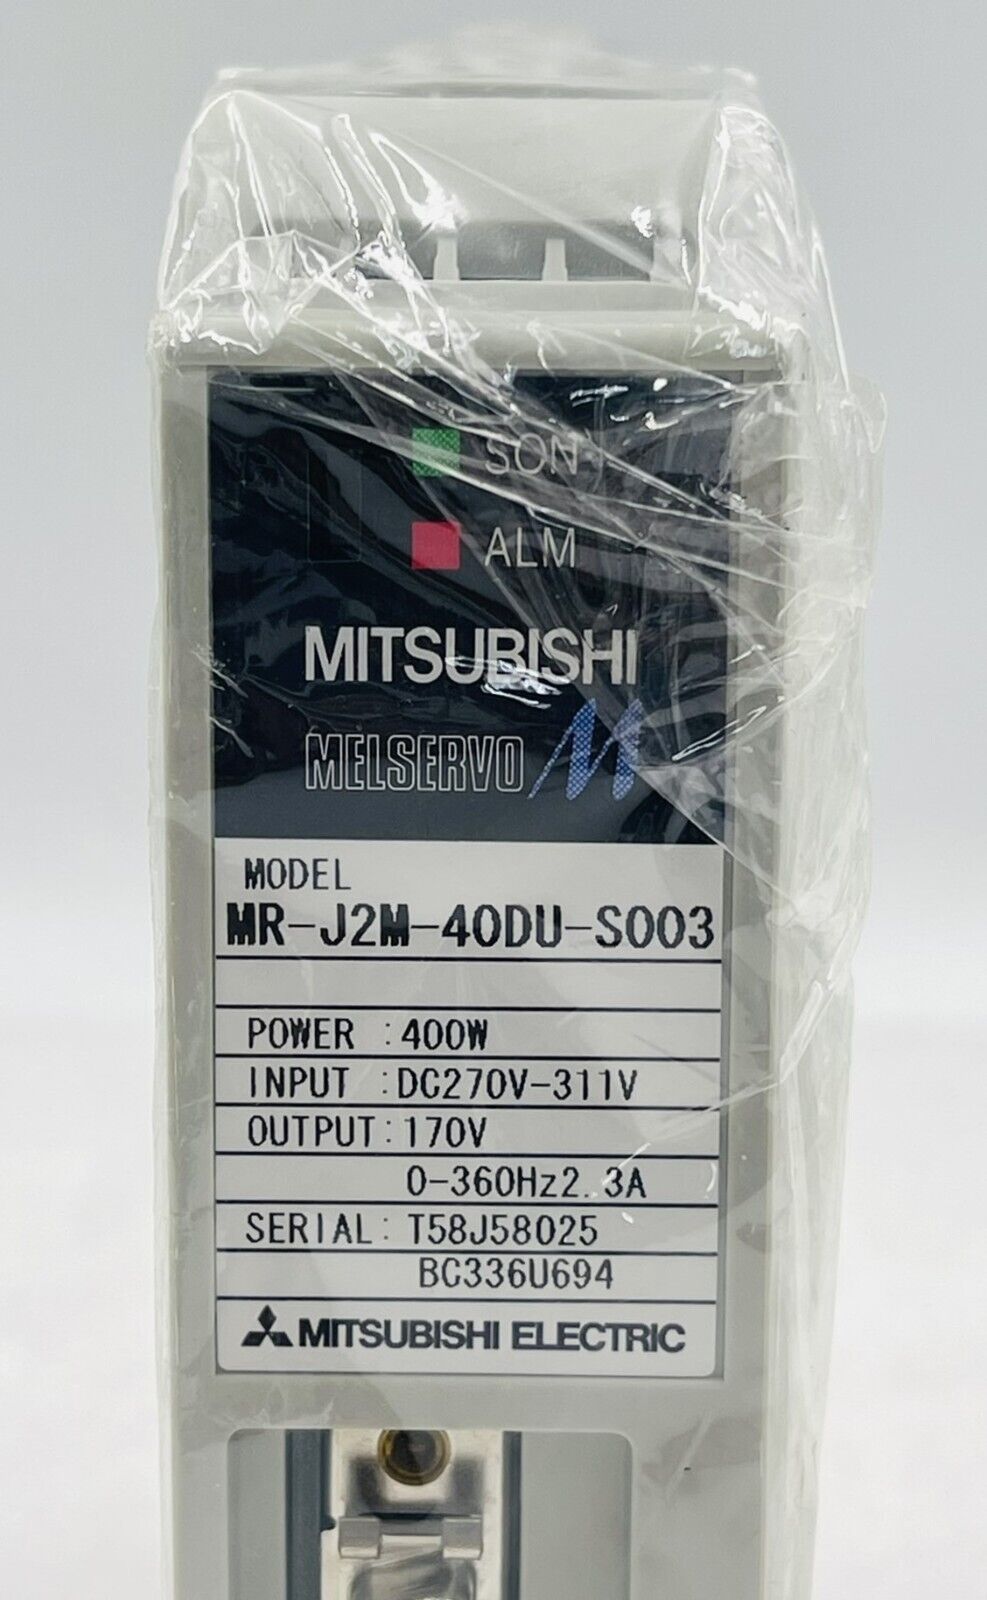 SON
ALM
MITSUBISHI
MELSERVO M
MODEL
MR-J2M-40DU-S003
POWER :400W
INPUT :DC270V-311V
OUTPUT:170V
0-360Hz2.3A
SERIAL:T58J58025
BC336U694
MITSUBISHI ELECTRIC